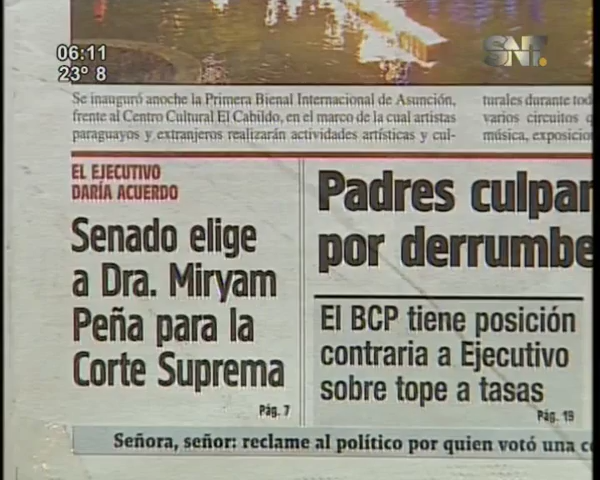 06:11
23° 8
SNT
Se inauguró anoche la Primera Bienal Internacional de Asunción,
frente al Centro Cultural El Cabildo, en el marco de la cual artistas
paraguayos y extranjeros realizarán actividades artísticas y cul-
turales durante tod
varios circuitos
música, exposicio
EL EJECUTIVO
DARÍA ACUERDO
Senado elige
a Dra. Miryam
Peña para la
Corte Suprema
Pág. 7
Padres culpan
por derrumbe
El BCP tiene posición
contraria a Ejecutivo
sobre tope a tasas
Pág. 19
Señora, señor: reclame al político por quien votó una c